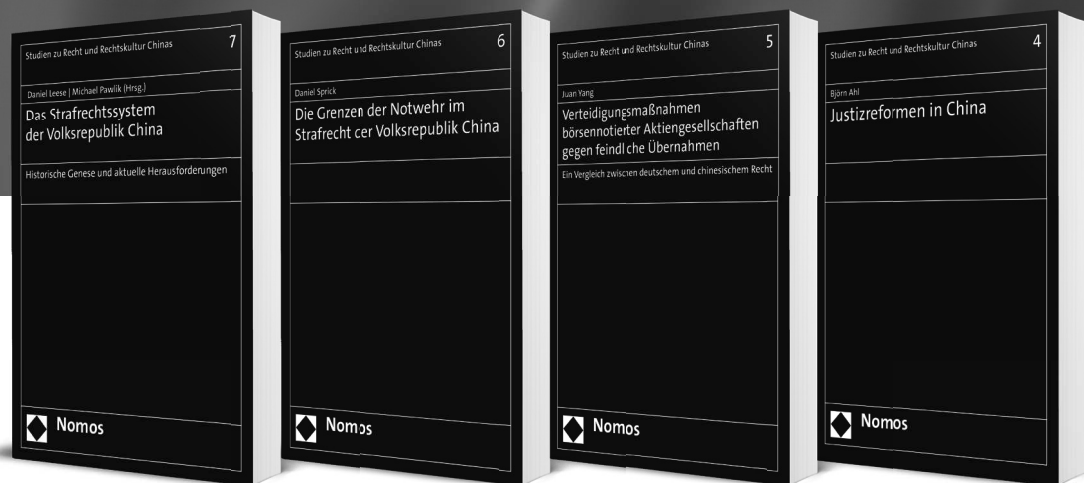 Studien zu Recht und Rechtskultur Chinas 7
Daniel Leese | Michael Pawlik (Hrsg.)
Das Strafrechtssystem
der Volksrepublik China
Historische Genese und aktuelle Herausforderungen
Nomos
Studien zu Recht und Rechtskultur Chinas 6
Daniel Sprick
Die Grenzen der Notwehr im
Strafrecht der Volksrepublik China
Nomos
Studien zu Recht und Rechtskultur Chinas 5
Juan Yang
Verteidigungsmaßnahmen
börsennotierter Aktiengesellschaften
gegen feindliche Übernahmen
Ein Vergleich zwischen deutschem und chinesischem Recht
Nomos
Studien zu Recht und Rechtskultur Chinas 4
Björn Ahl
Justizreformen in China
Nomos